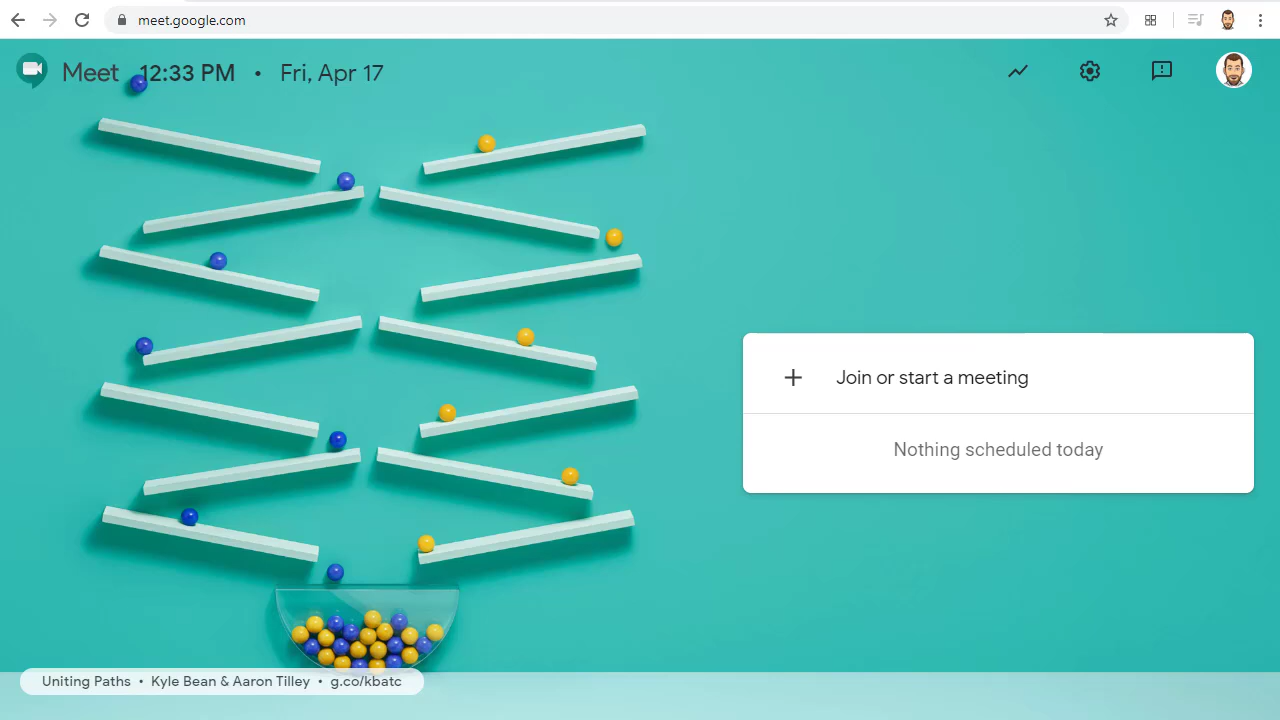 meet.google.com
Meet 12:33 PM • Fri, Apr 17
Join or start a meeting
Nothing scheduled today
Uniting Paths • Kyle Bean & Aaron Tilley • g.co/kbatc